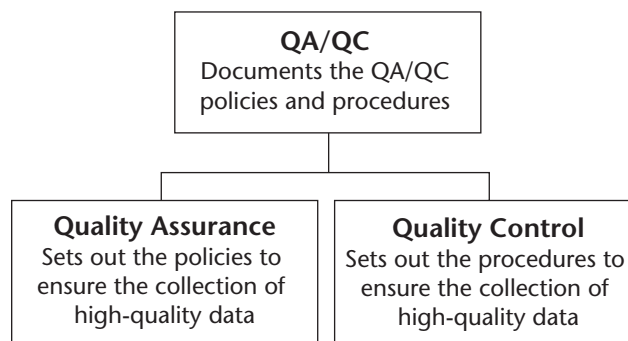 QA/QC
Documents the QA/QC
policies and procedures
Quality Assurance
Sets out the policies to
ensure the collection of
high-quality data
Quality Control
Sets out the procedures to
ensure the collection of
high-quality data